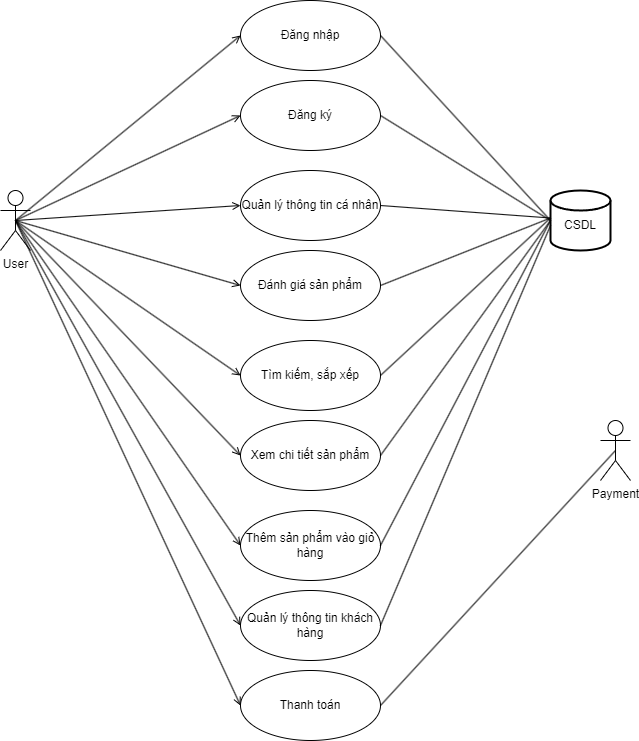 Đăng nhập
Đăng ký
Quản lý thông tin cá nhân
CSDL
User
Đánh giá sản phẩm
Tìm kiếm, sắp xếp
Xem chi tiết sản phẩm
Payment
Thêm sản phẩm vào giỏ
hàng
Quản lý thông tin khách
hàng
Thanh toán